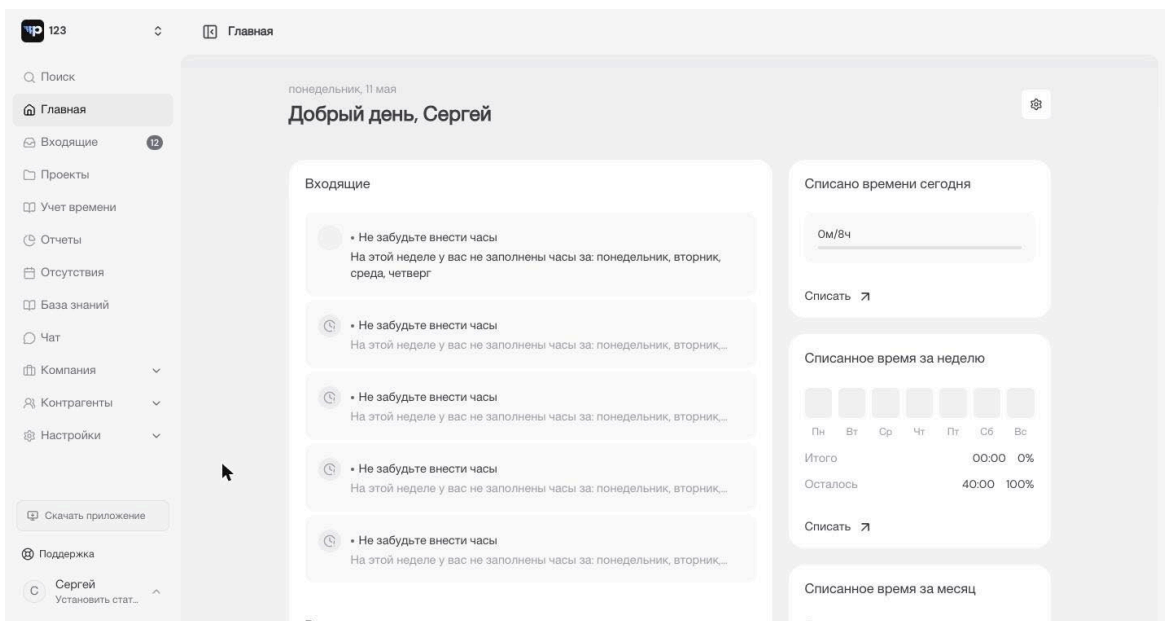 123
Главная
Поиск
Главная
Входящие 12
Проекты
Учет времени
Отчеты
Отсутствия
База знаний
Чат
Компания
Контрагенты
Настройки
Скачать приложение
Поддержка
С Сергей
Установить стат...
понедельник, 11 мая
Добрый день, Сергей
Входящие
• Не забудьте внести часы
На этой неделе у вас не заполнены часы за: понедельник, вторник,
среда, четверг
• Не забудьте внести часы
На этой неделе у вас не заполнены часы за: понедельник, вторник,...
• Не забудьте внести часы
На этой неделе у вас не заполнены часы за: понедельник, вторник,...
• Не забудьте внести часы
На этой неделе у вас не заполнены часы за: понедельник, вторник,...
• Не забудьте внести часы
На этой неделе у вас не заполнены часы за: понедельник, вторник,...
Списано времени сегодня
0м/8ч
Списать
Списанное время за неделю
Пн Вт Ср Чт Пт Сб Вс
Итого 00:00 0%
Осталось 40:00 100%
Списать
Списанное время за месяц